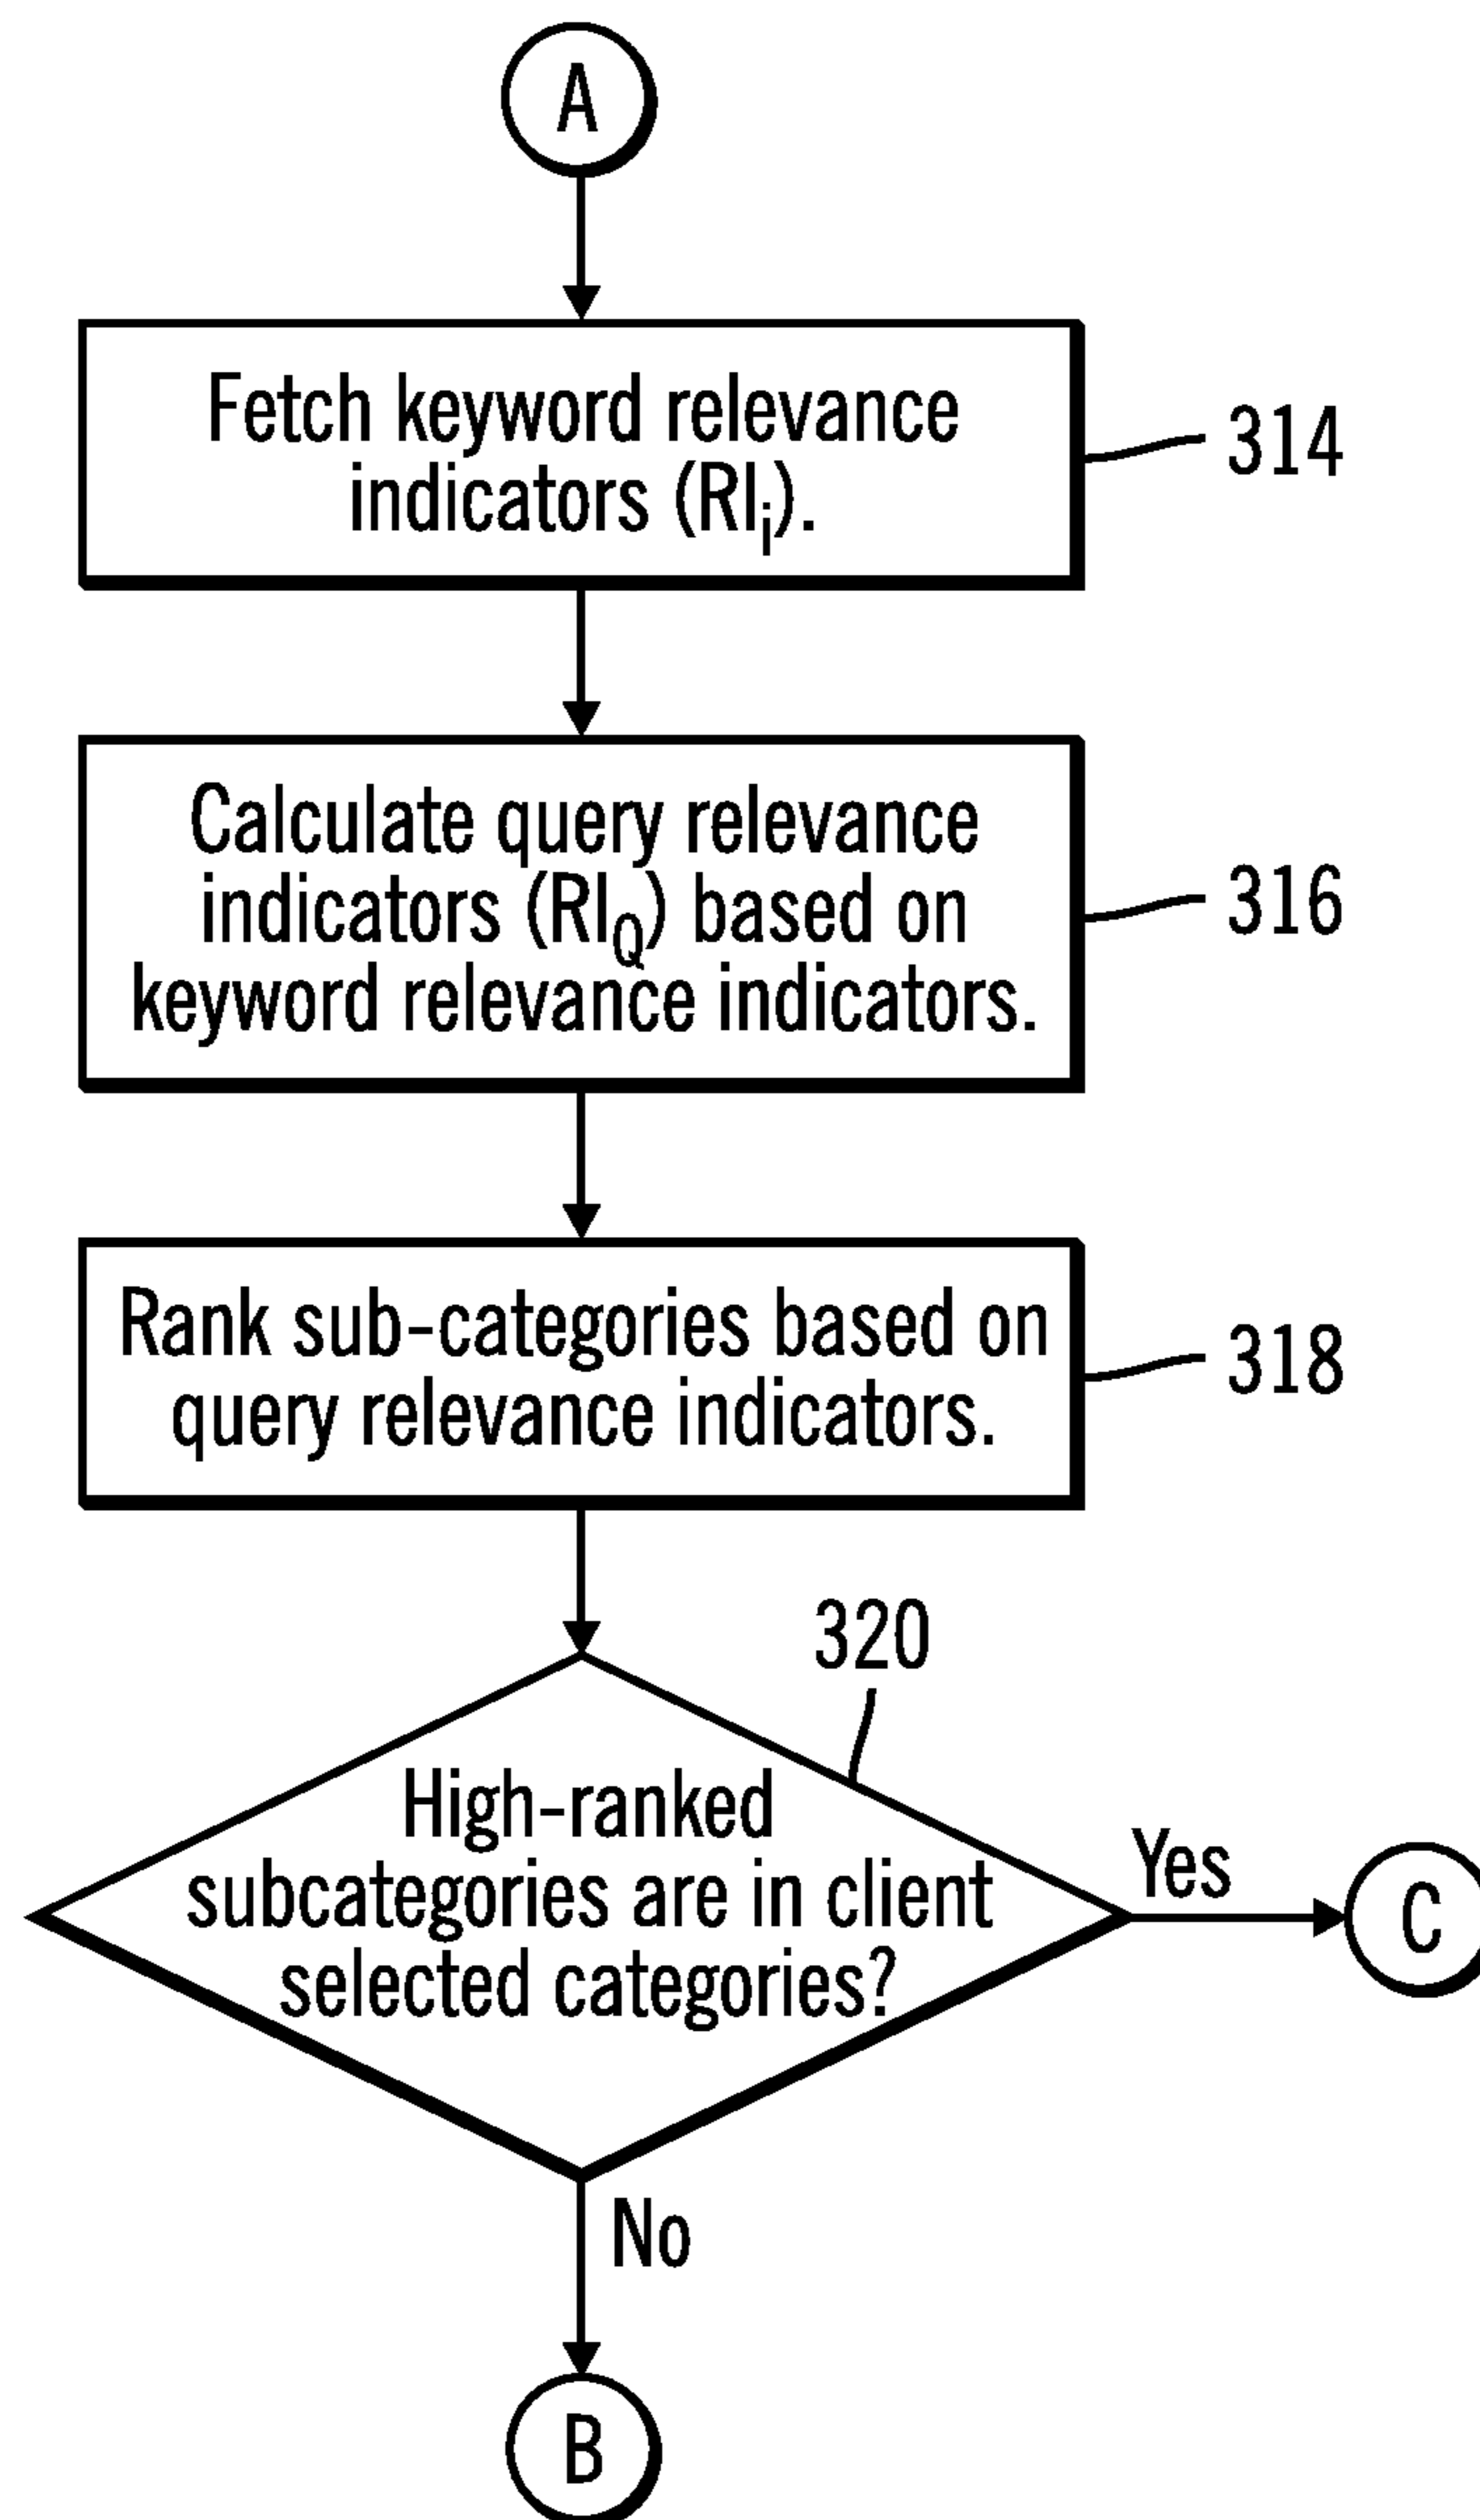 A
Fetch keyword relevance
indicators (RIi).
314
Calculate query relevance
indicators (RIQ) based on
keyword relevance indicators.
316
Rank sub-categories based on
query relevance indicators.
318
320
High-ranked
subcategories are in client
selected categories?
Yes
C
No
B